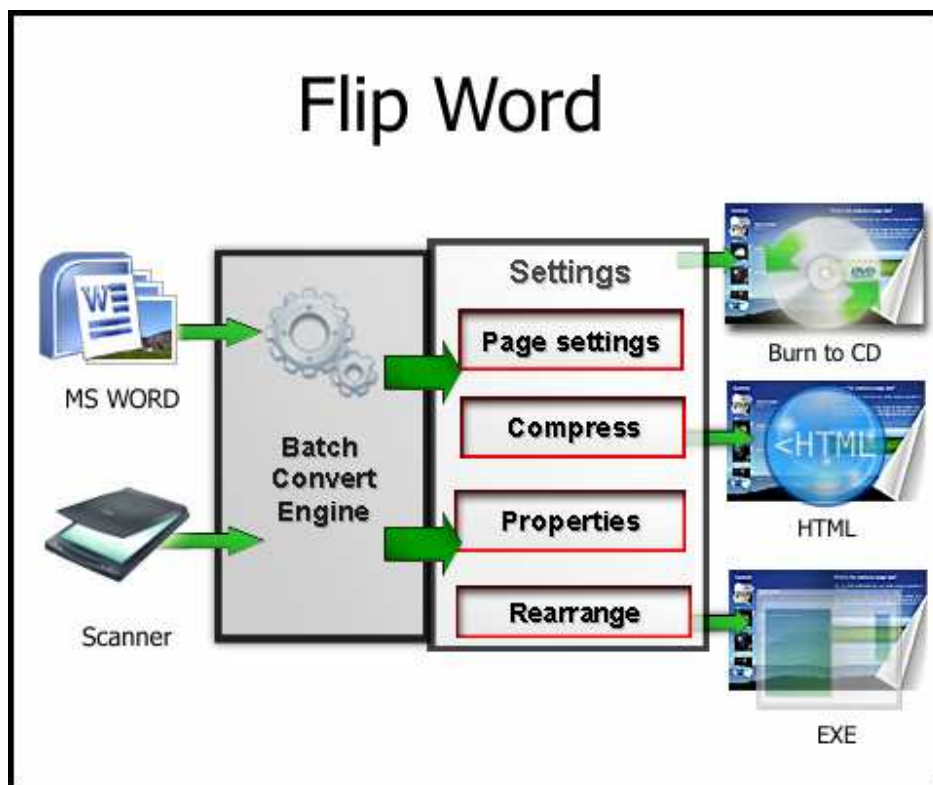 Flip Word
MS WORD
Scanner
Batch
Convert
Engine
Settings
Page settings
Compress
Properties
Rearrange
DVD
Burn to CD
<HTML
HTML
EXE